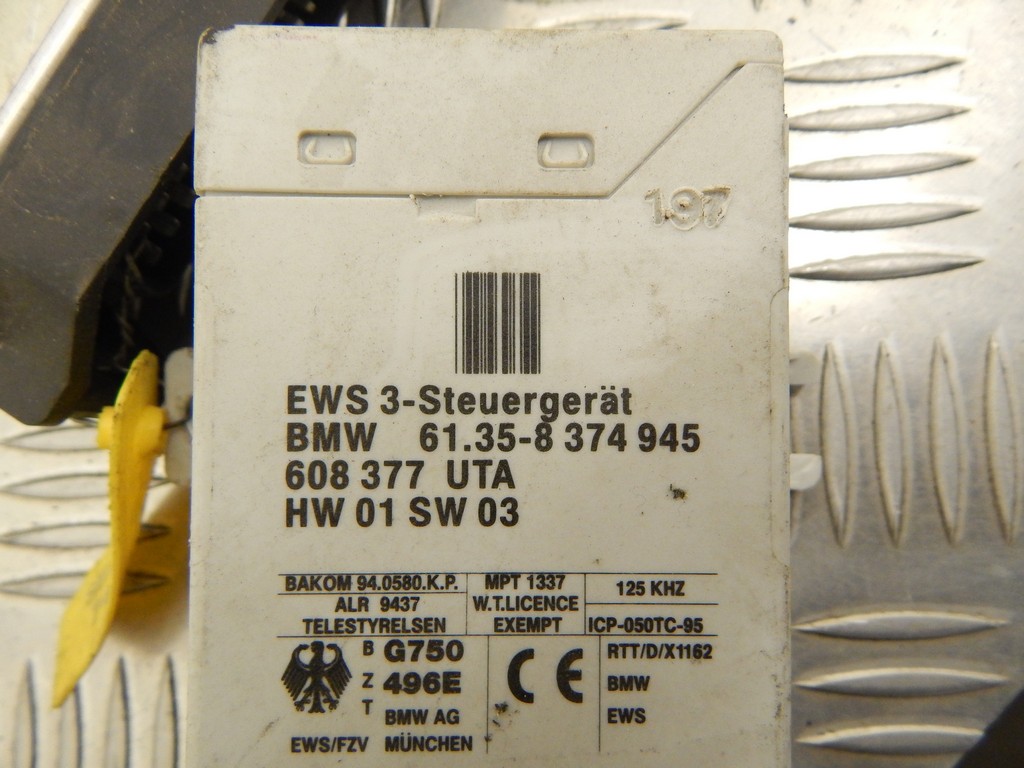 197
EWS 3-Steuergerät
BMW 61.35-8 374 945
608 377 UTA
HW 01 SW 03
BAKOM 94.0580.K.P. MPT 1337 125 KHZ
ALR 9437 W.T.LICENCE
TELESTYRELSEN EXEMPT ICP-050TC-95
B G750 CE RTT/D/X1162
Z 496E BMW
T BMW AG EWS
EWS/FZV MÜNCHEN